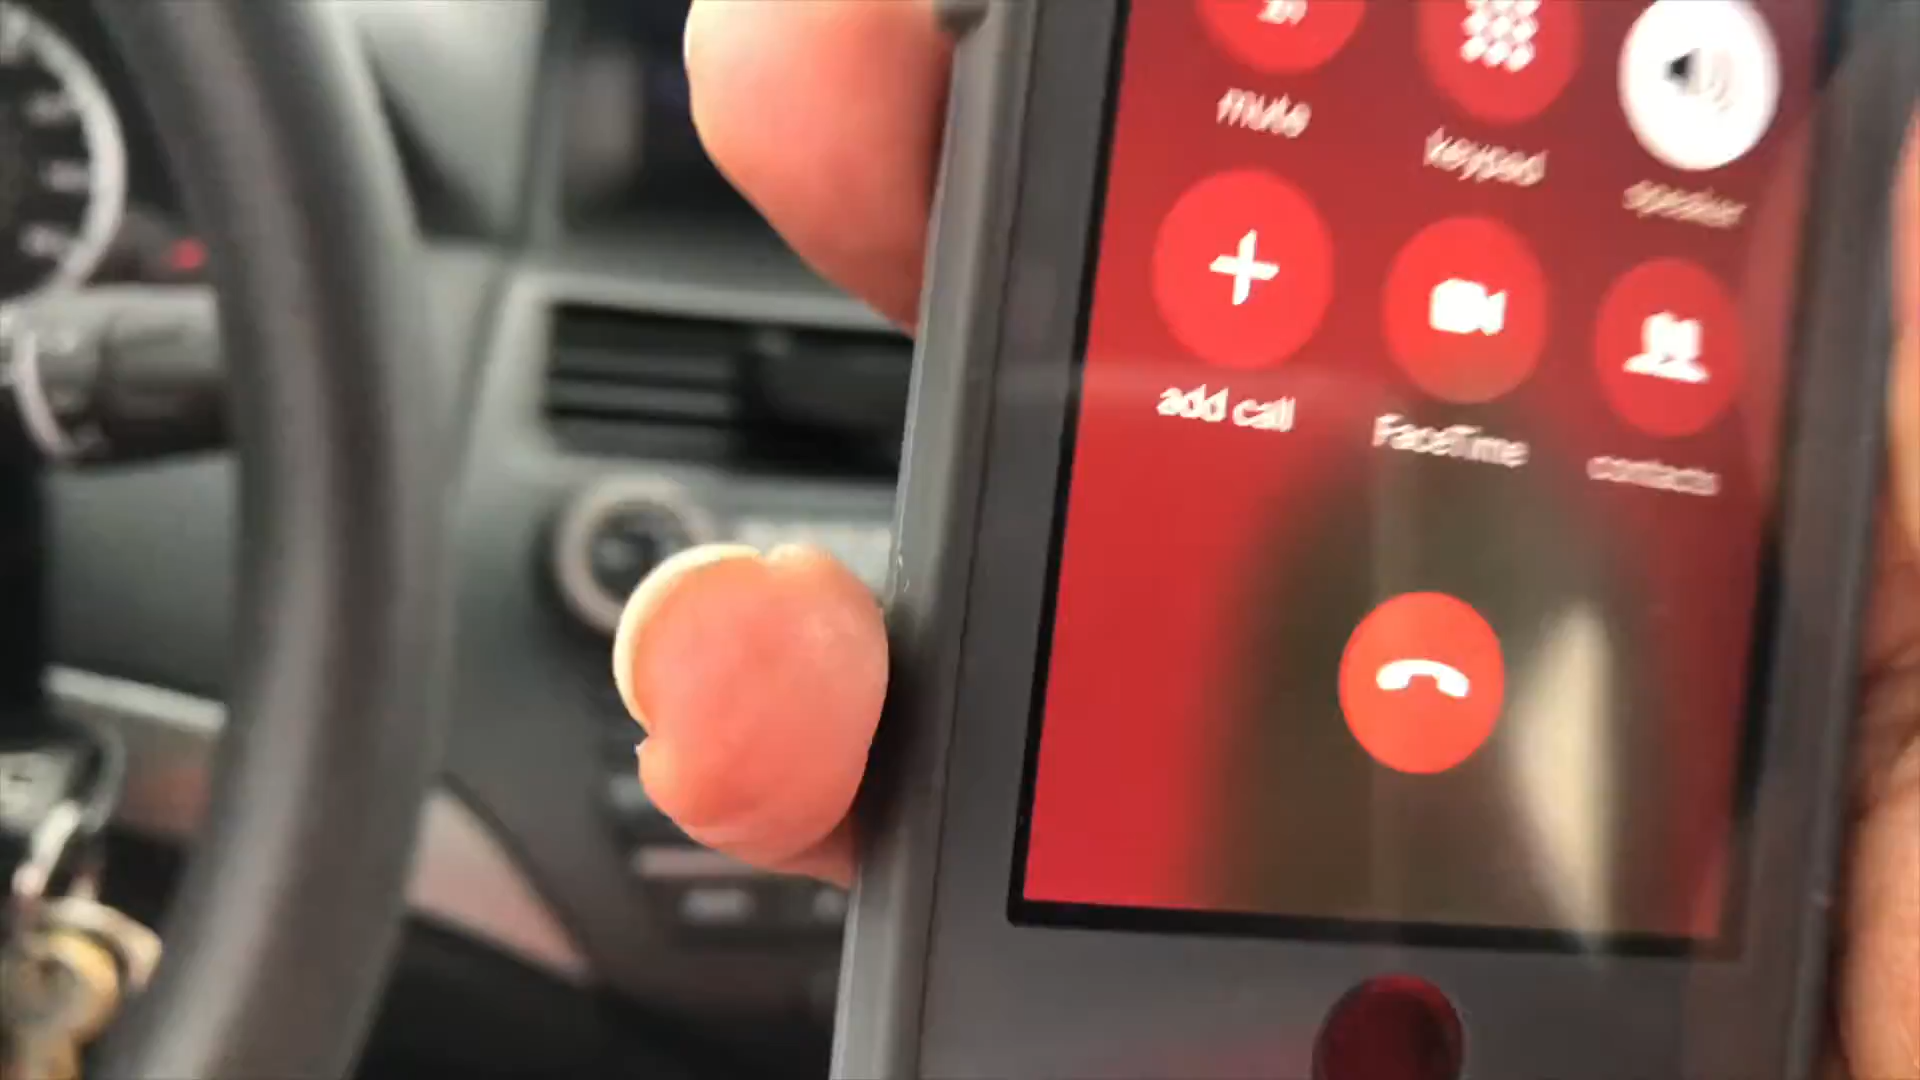 mute
keypad
speaker
add call
FaceTime
contacts